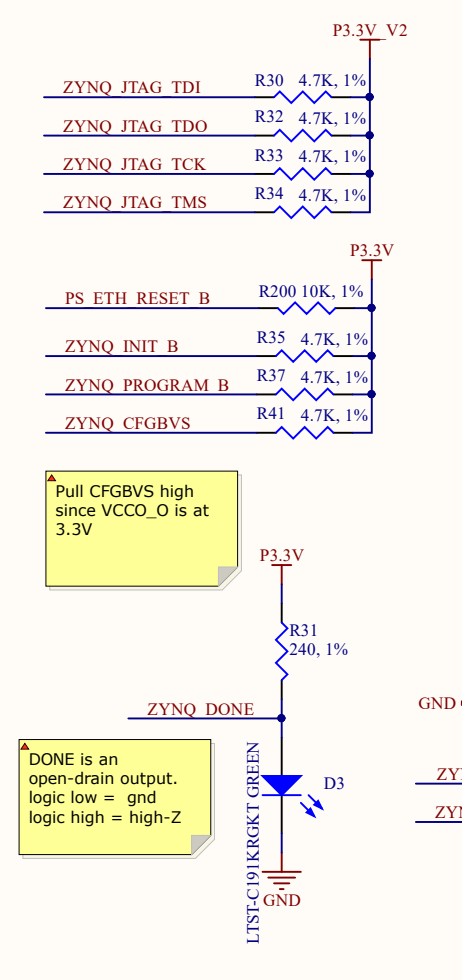 P3.3V_V2
ZYNQ_JTAG_TDI R30 4.7K, 1%
ZYNQ_JTAG_TDO R32 4.7K, 1%
ZYNQ_JTAG_TCK R33 4.7K, 1%
ZYNQ_JTAG_TMS R34 4.7K, 1%
P3.3V
PS_ETH_RESET_B R200 10K, 1%
ZYNQ_INIT_B R35 4.7K, 1%
ZYNQ_PROGRAM_B R37 4.7K, 1%
ZYNQ_CFGBVS R41 4.7K, 1%
Pull CFGBVS high
since VCCO_O is at
3.3V
P3.3V
R31
240, 1%
ZYNQ_DONE
GND
DONE is an
open-drain output.
logic low = gnd
logic high = high-Z
LTST-C191KRGKT GREEN
D3
GND